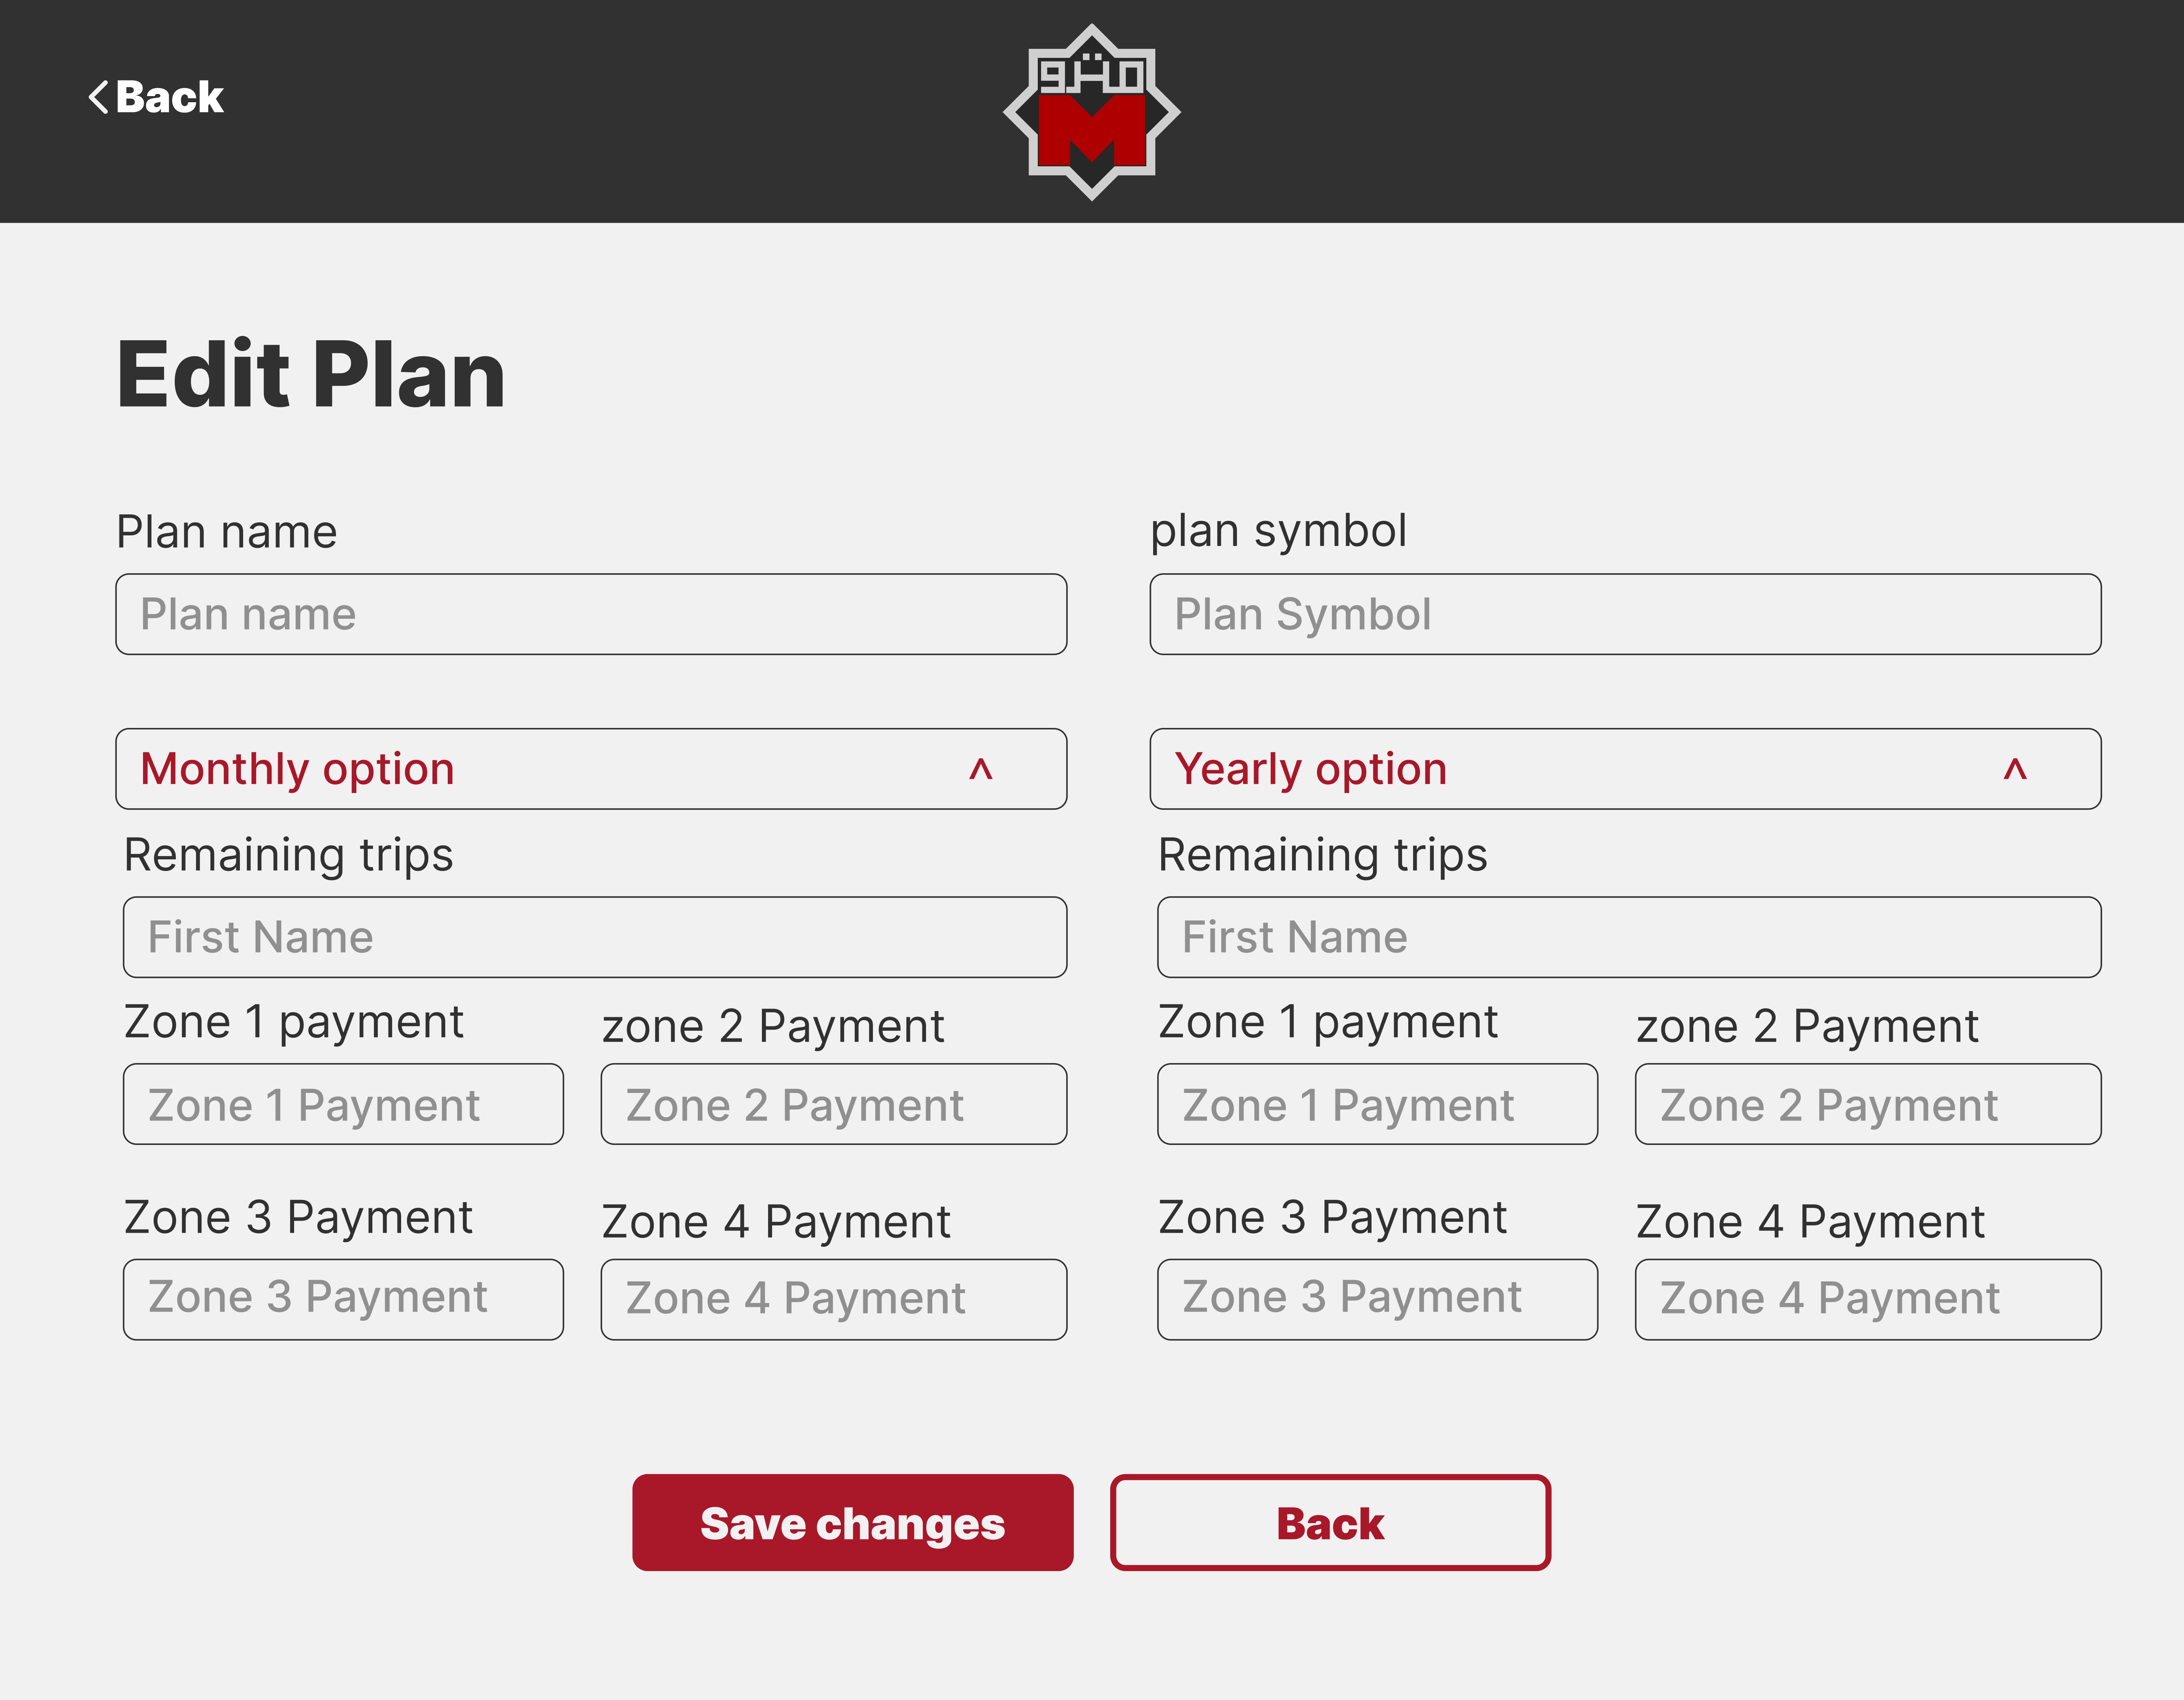 Back
مترو
M
Edit Plan
Plan name
plan symbol
Plan name
Plan Symbol
Monthly option ^
Yearly option ^
Remaining trips
Remaining trips
First Name
First Name
Zone 1 payment
zone 2 Payment
Zone 1 payment
zone 2 Payment
Zone 1 Payment
Zone 2 Payment
Zone 1 Payment
Zone 2 Payment
Zone 3 Payment
Zone 4 Payment
Zone 3 Payment
Zone 4 Payment
Zone 3 Payment
Zone 4 Payment
Zone 3 Payment
Zone 4 Payment
Save changes
Back